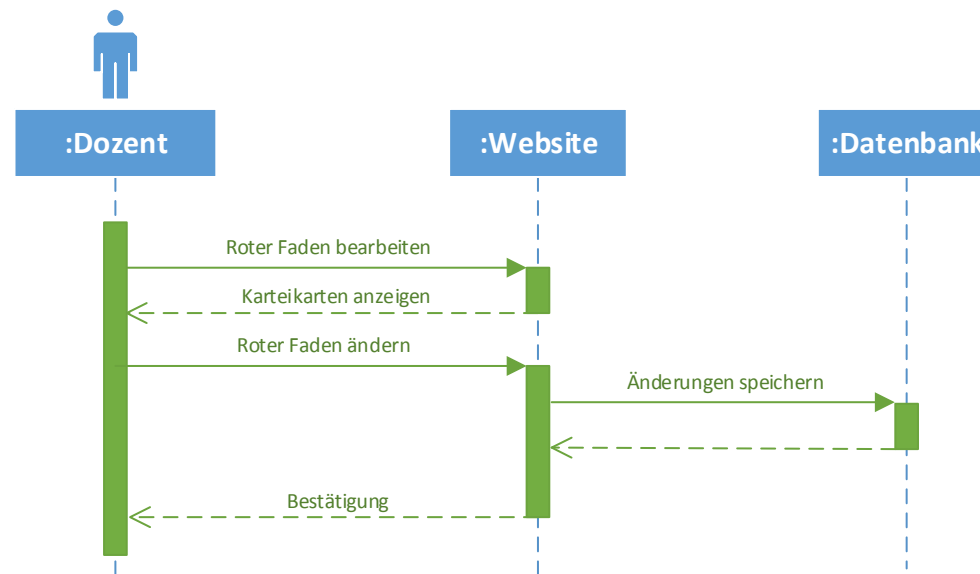 :Dozent
:Website
:Datenbank
Roter Faden bearbeiten
Karteikarten anzeigen
Roter Faden ändern
Änderungen speichern
Bestätigung